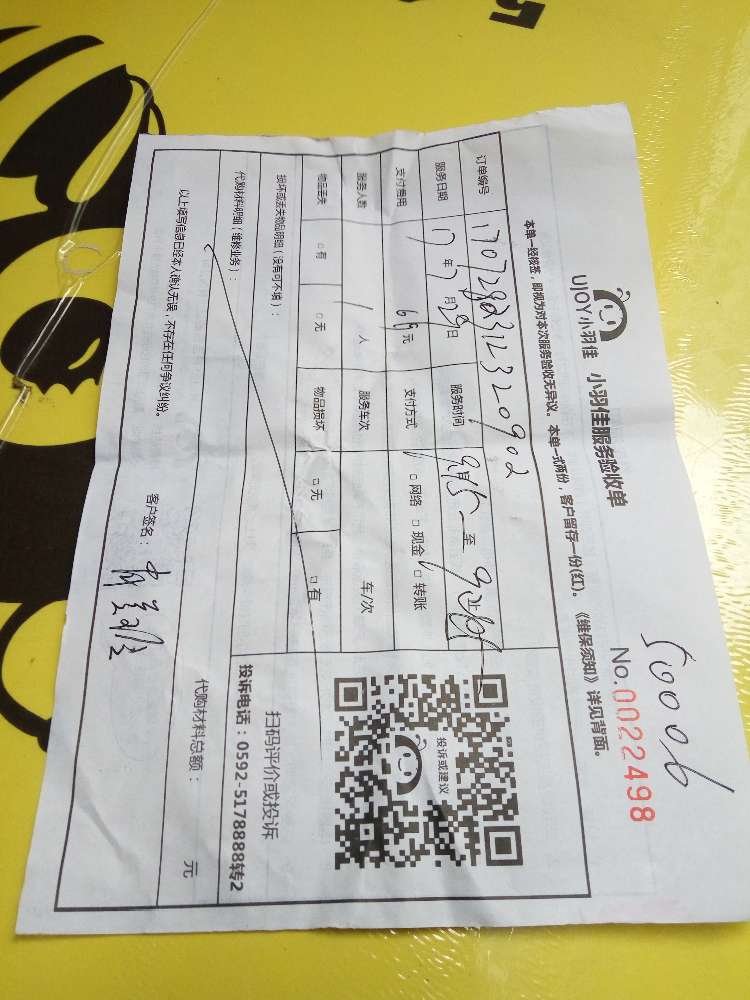 510006
UJOY小羽佳 小羽佳服务验收单
No.0022498
本单一经核签，即视为对本次服务验收无异议。本单一式两份，客户留存一份(红)。《维保须知》详见背面。
订单编号
服务日期 17 年 7 月 28 日 服务时间 至
支付费用 68 元 支付方式 □ 网络 □ 现金 □ 转账
服务人数 1 人 服务车次 车/次
物品丢失 □ 有 □ 无 物品损坏 □ 无 □ 有
损坏或丢失物品明细（没有可不填）：
投诉或建议
扫码评价或投诉
投诉电话：0592-5178888转2
代购材料明细（维修业务）： 代购材料总额： 元
以上填写信息已经本人确认无误，不存在任何争议纠纷。 客户签名：